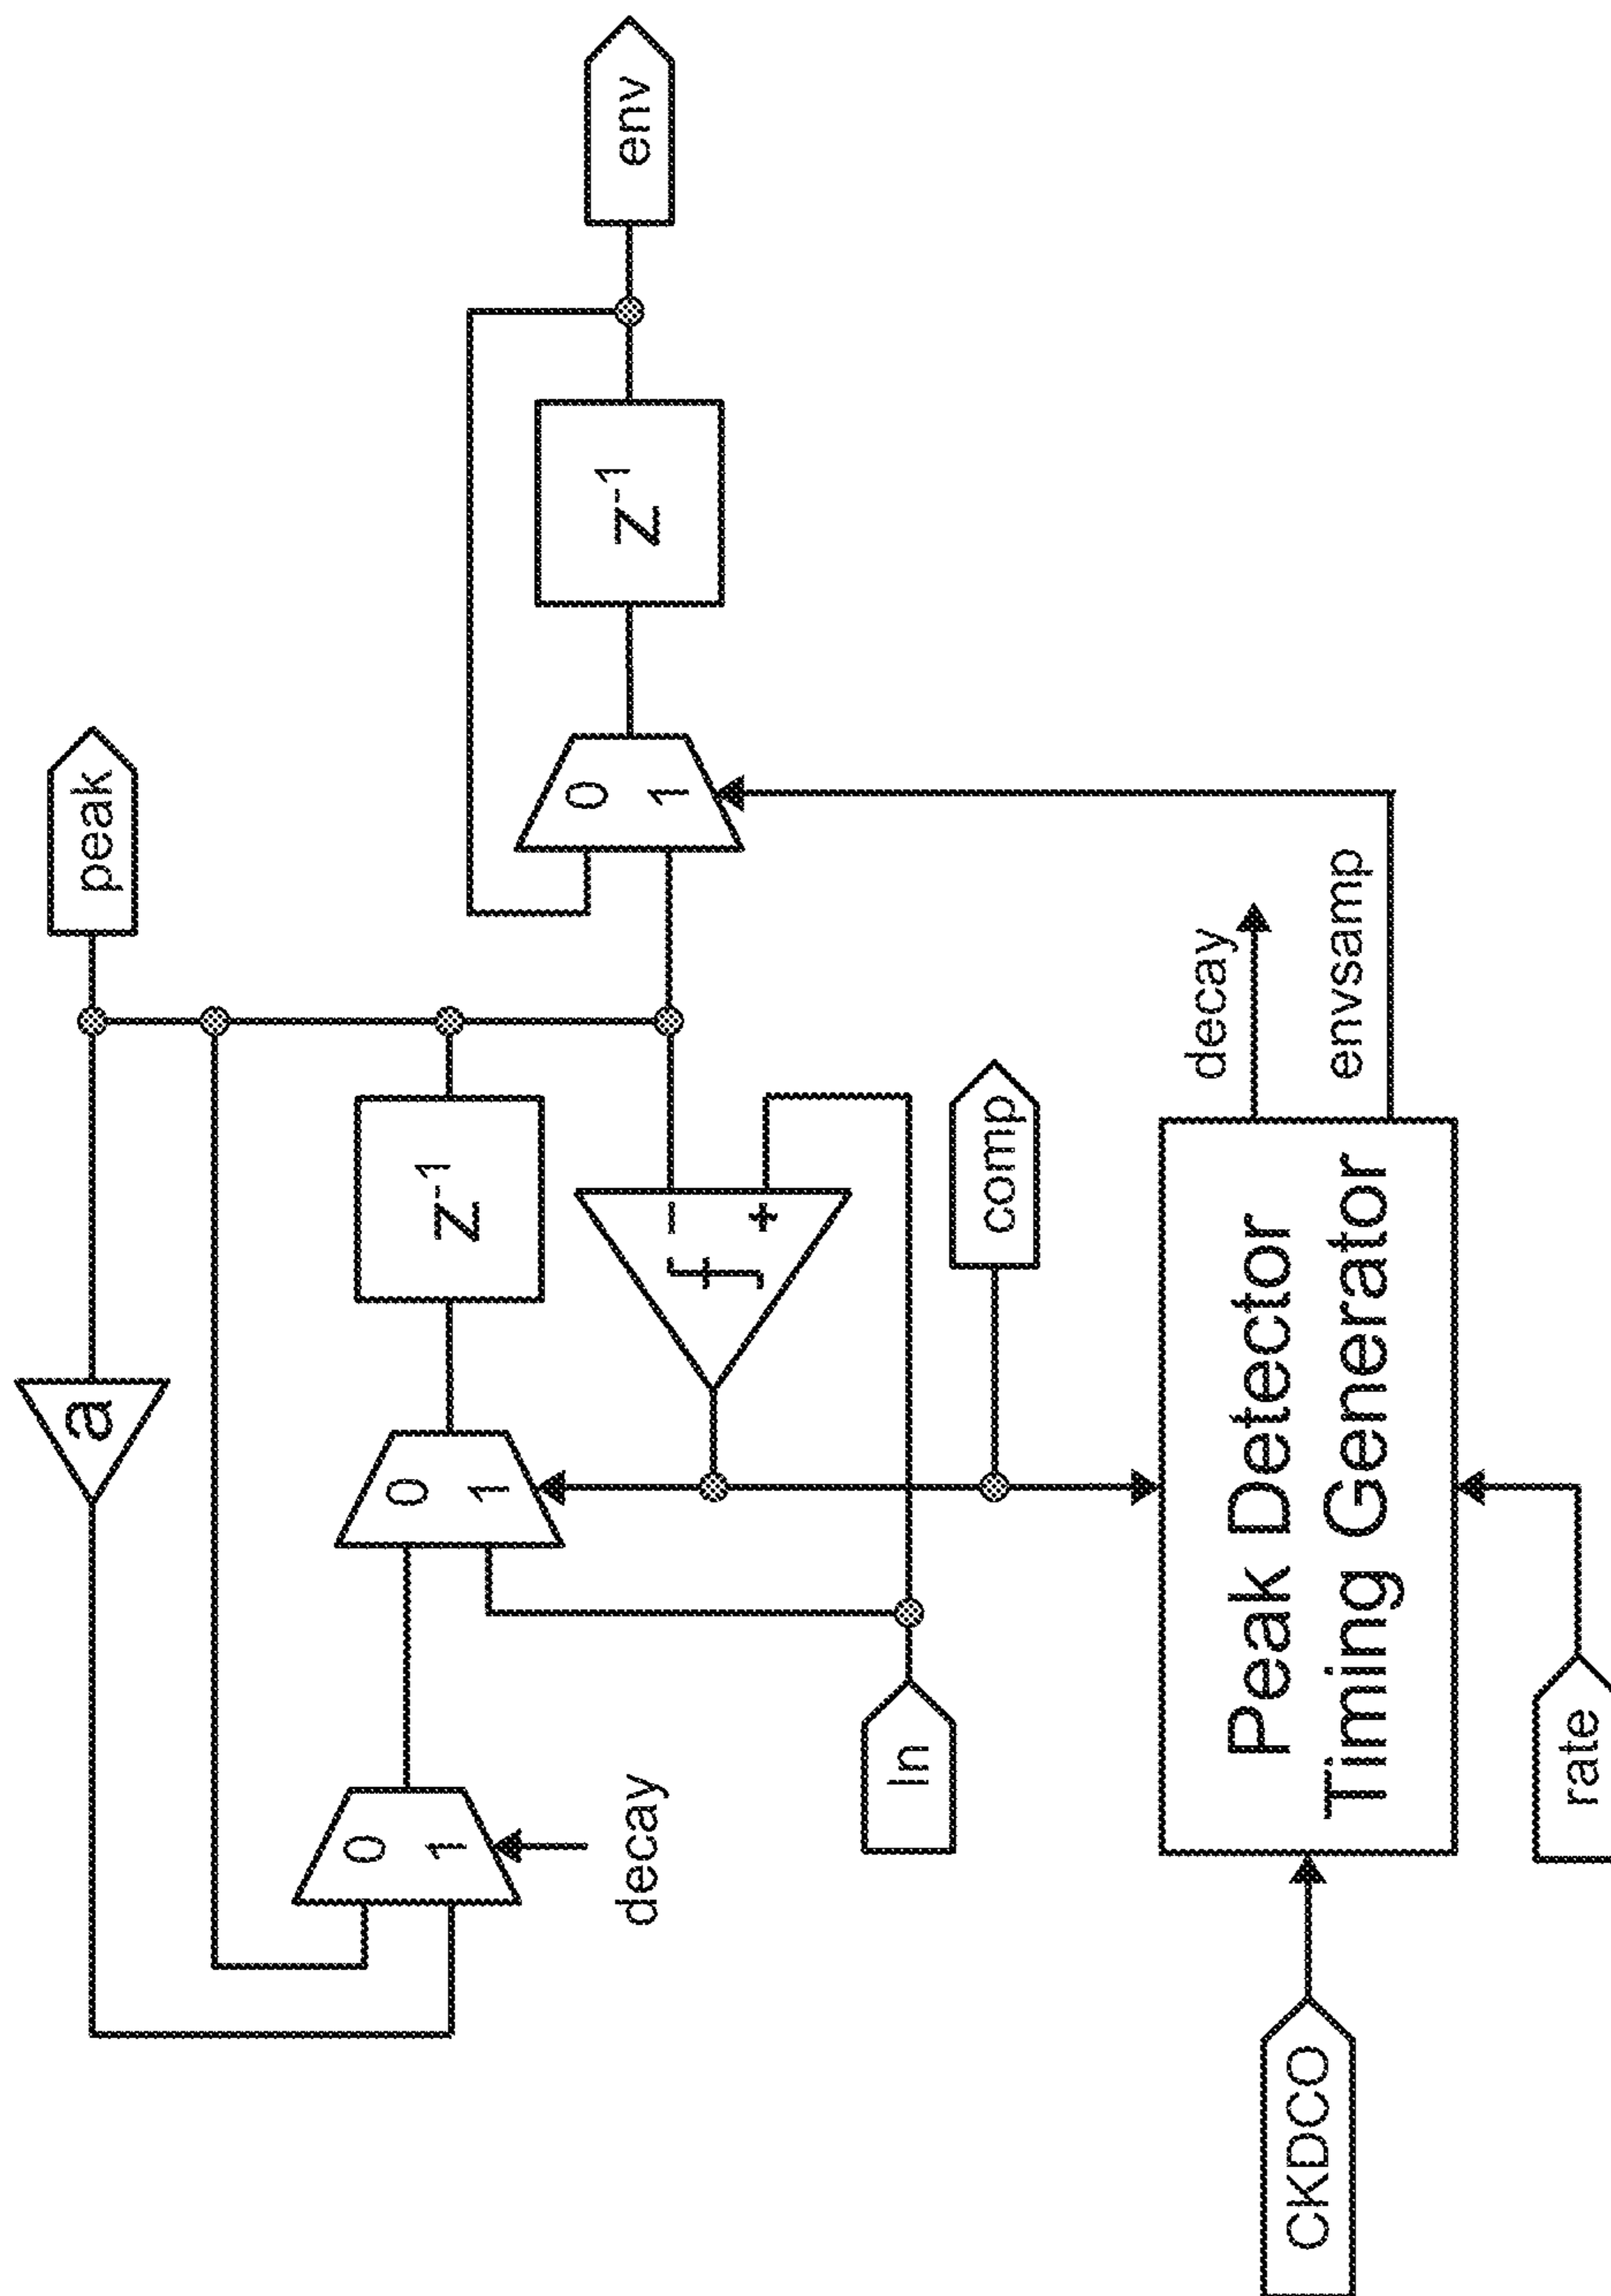 a
peak
0
1
decay
0
1
z⁻¹
0
1
z⁻¹
env
In
−
+
comp
CKDCO
Peak Detector
Timing Generator
decay
envsamp
rate